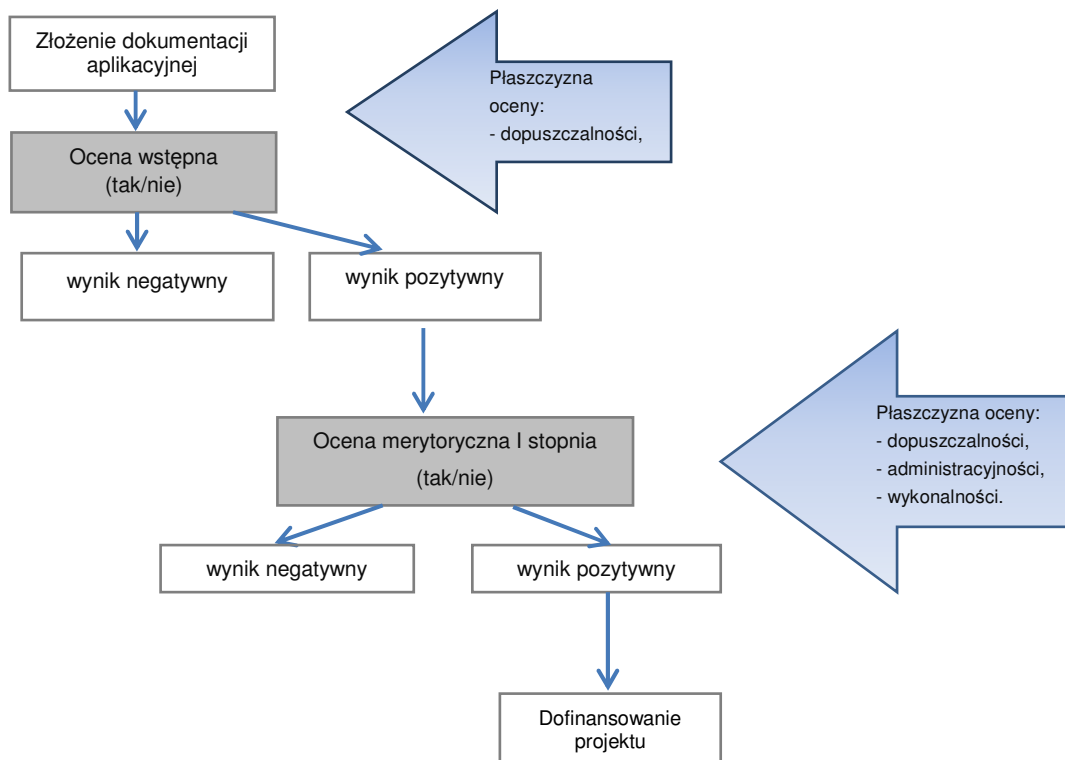 Złożenie dokumentacji
aplikacyjnej
Płaszczyzna
oceny:
- dopuszczalności,
Ocena wstępna
(tak/nie)
wynik negatywny
wynik pozytywny
Ocena merytoryczna I stopnia
(tak/nie)
Płaszczyzna oceny:
- dopuszczalności,
- administracyjności,
- wykonalności.
wynik negatywny
wynik pozytywny
Dofinansowanie
projektu